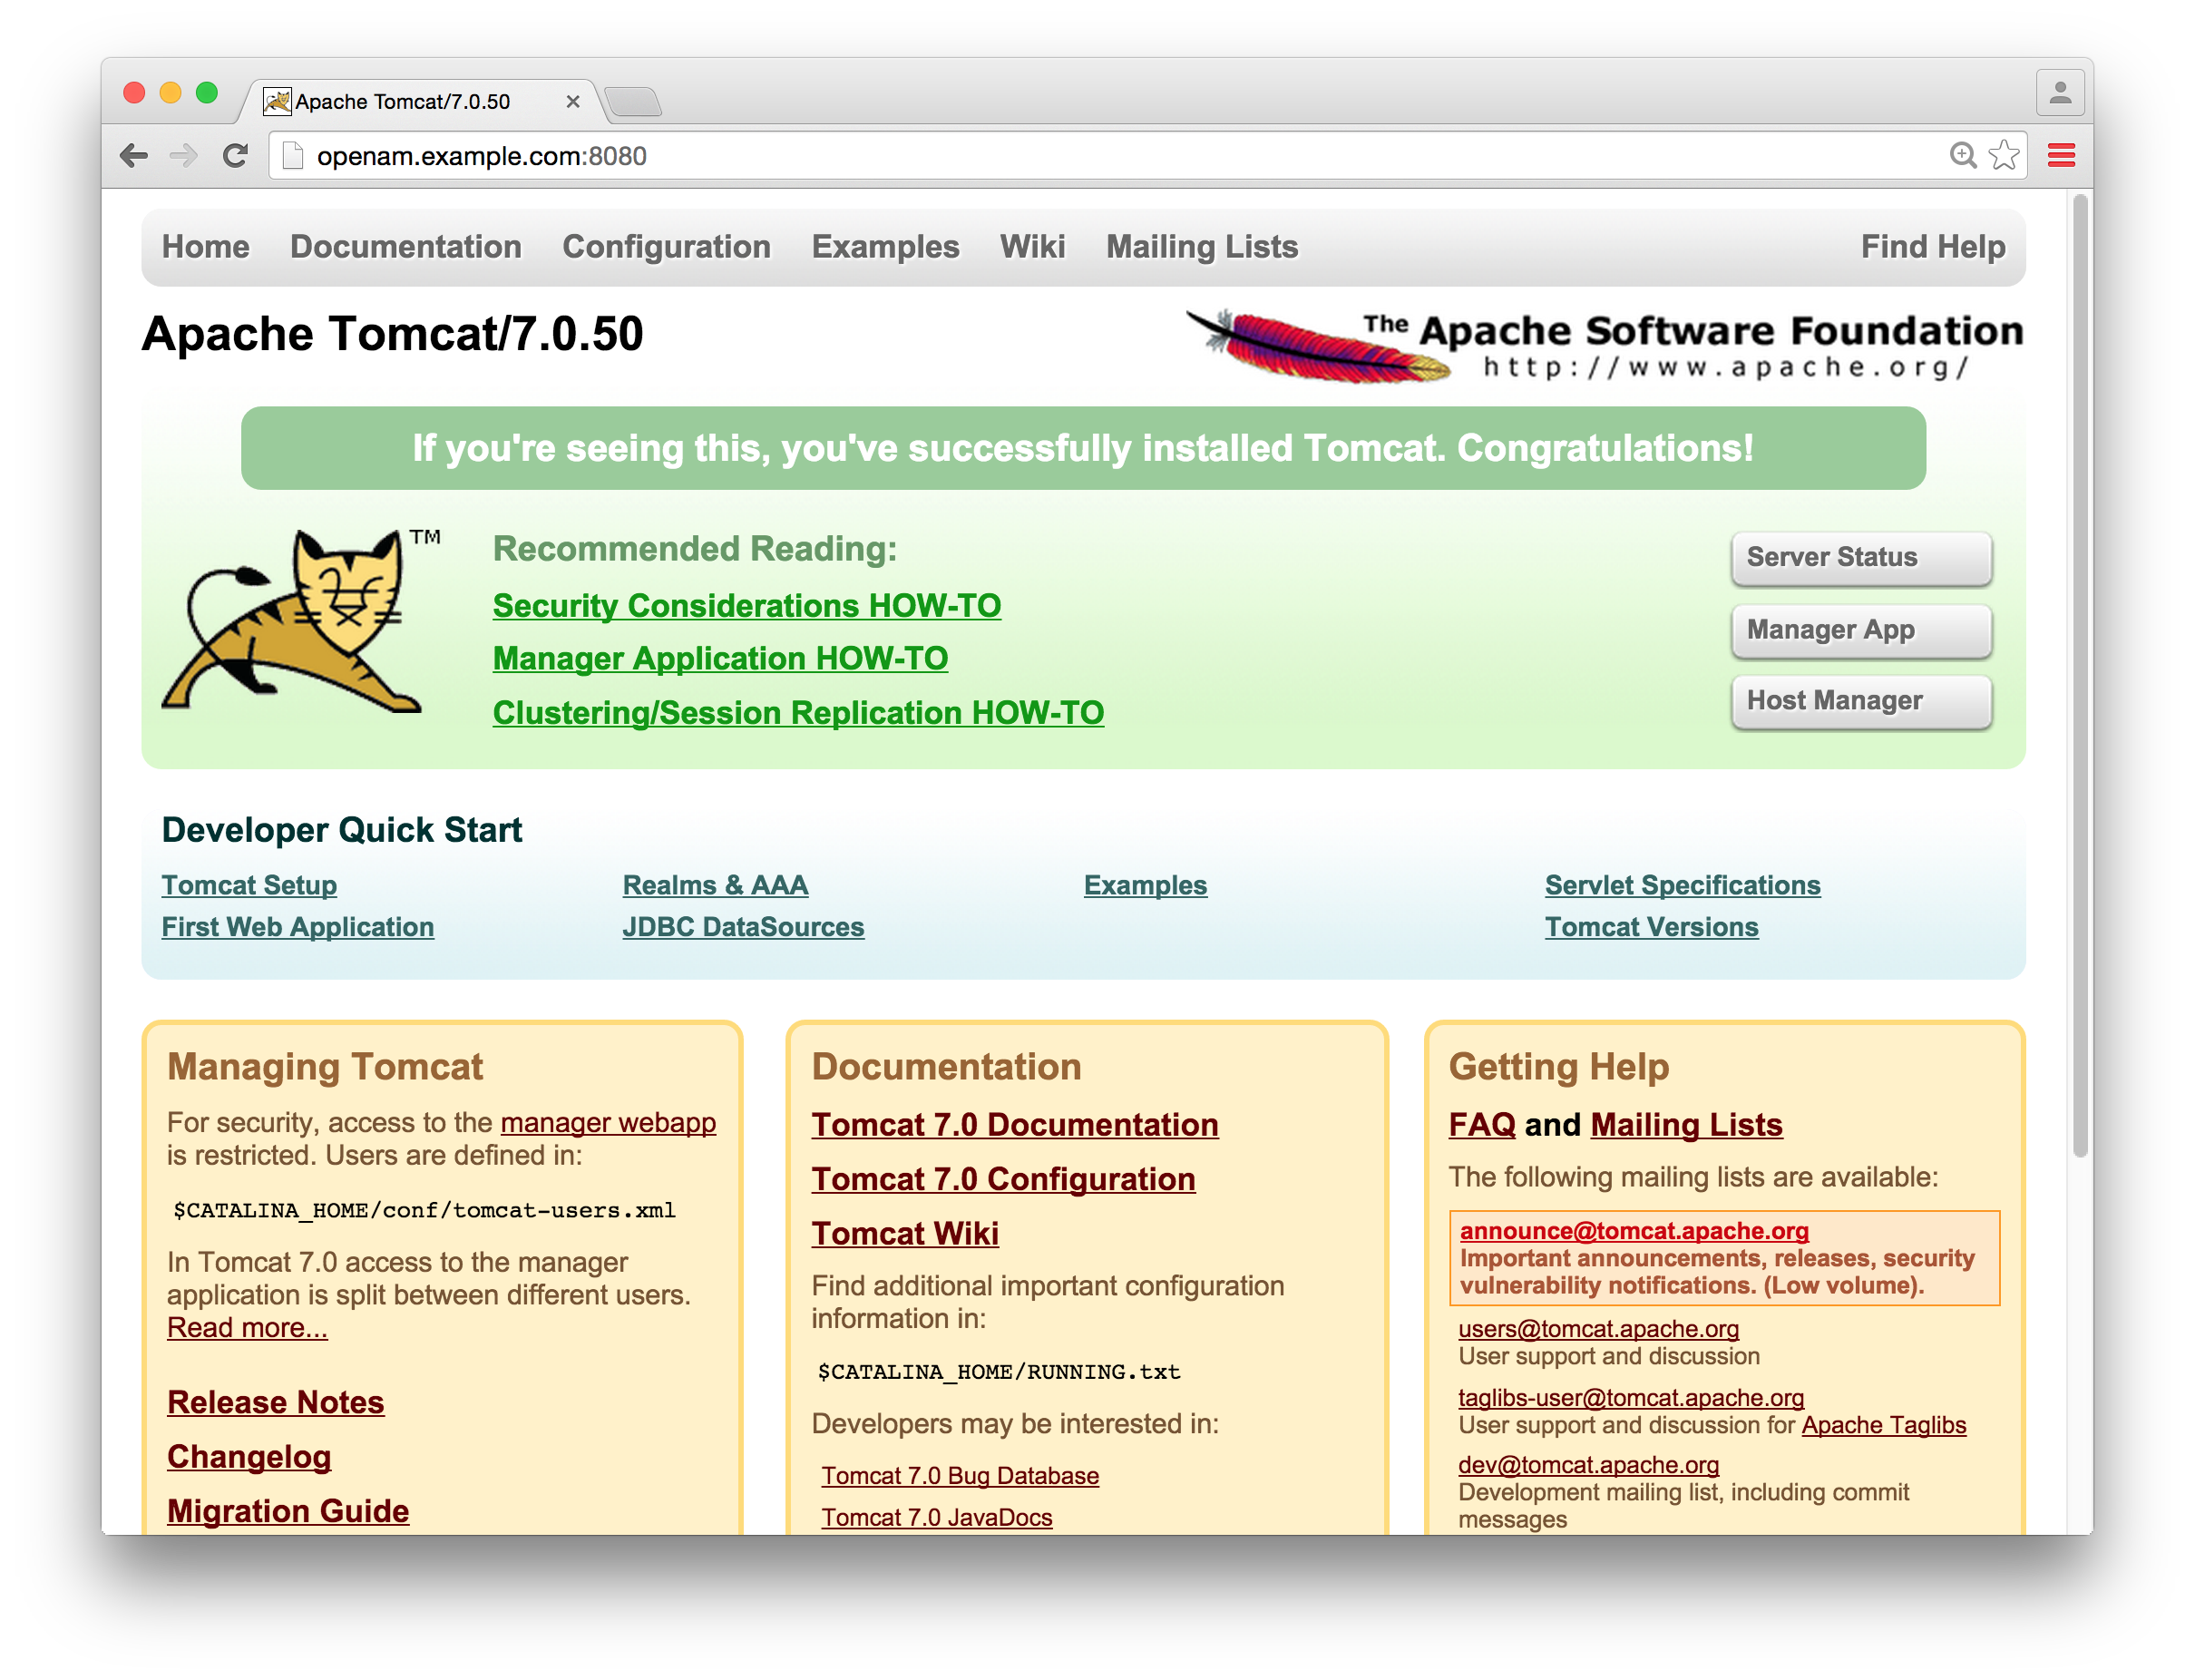 Apache Tomcat/7.0.50
openam.example.com:8080
Home Documentation Configuration Examples Wiki Mailing Lists Find Help
Apache Tomcat/7.0.50
The Apache Software Foundation
http://www.apache.org/
If you're seeing this, you've successfully installed Tomcat. Congratulations!
TM
Recommended Reading:
Security Considerations HOW-TO
Manager Application HOW-TO
Clustering/Session Replication HOW-TO
Server Status
Manager App
Host Manager
Developer Quick Start
Tomcat Setup
First Web Application
Realms & AAA
JDBC DataSources
Examples
Servlet Specifications
Tomcat Versions
Managing Tomcat
For security, access to the manager webapp
is restricted. Users are defined in:
$CATALINA_HOME/conf/tomcat-users.xml
In Tomcat 7.0 access to the manager
application is split between different users.
Read more...
Release Notes
Changelog
Migration Guide
Documentation
Tomcat 7.0 Documentation
Tomcat 7.0 Configuration
Tomcat Wiki
Find additional important configuration
information in:
$CATALINA_HOME/RUNNING.txt
Developers may be interested in:
Tomcat 7.0 Bug Database
Tomcat 7.0 JavaDocs
Getting Help
FAQ and Mailing Lists
The following mailing lists are available:
announce@tomcat.apache.org
Important announcements, releases, security
vulnerability notifications. (Low volume).
users@tomcat.apache.org
User support and discussion
taglibs-user@tomcat.apache.org
User support and discussion for Apache Taglibs
dev@tomcat.apache.org
Development mailing list, including commit
messages